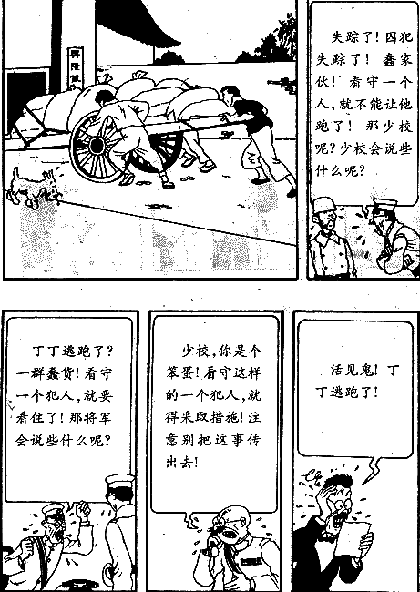 失踪了！囚犯
失踪了！蠢家
伙！看守一个
人，就不能让他
跑了！那少校
呢？少校会说些
什么呢？
丁丁逃跑了？
一群蠢货！看守
一个犯人，就要
看住了！那将军
会说些什么呢？
少校，你是个
笨蛋！看守这样
的一个犯人，就
得采取措施！注
意别把这事传
出去！
活见鬼！丁
丁逃跑了！